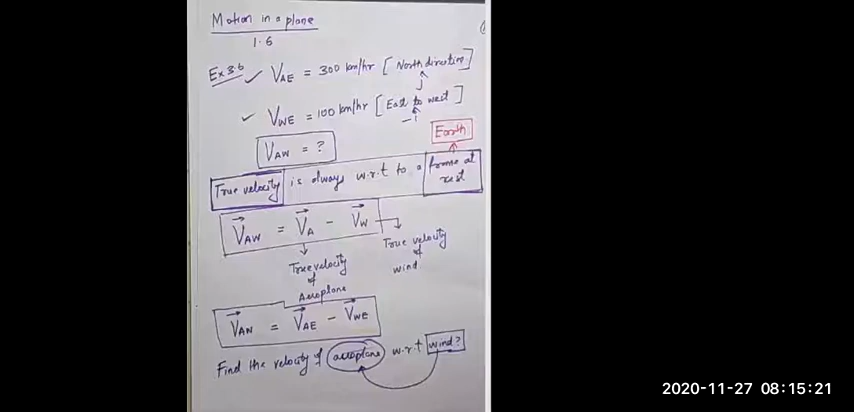 Motion in a plane
1.6
Ex 3.6 ✓ VAE = 300 km/hr [North direction]
j
✓ VWE = 100 km/hr [East to west]
-i
Earth
VAW = ?
True velocity is always w.r.t to a frame at rest
VAW = VA - VW
True velocity of Aeroplane
True velocity of wind
VAW = VAE - VWE
Find the velocity of aeroplane w.r.t wind?
2020-11-27 08:15:21